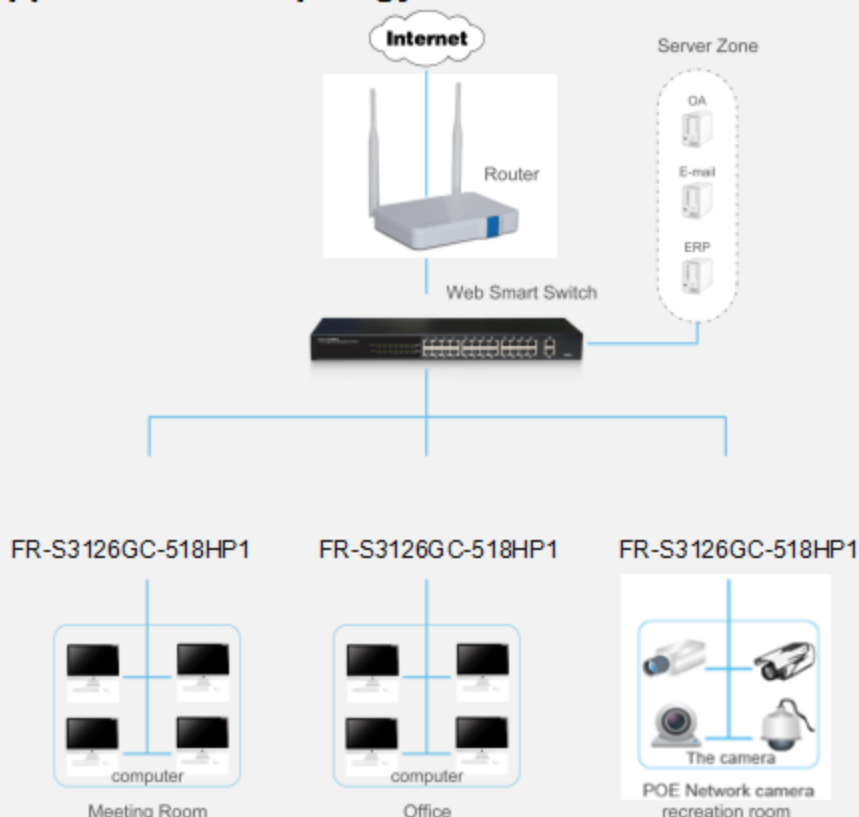 Internet
Server Zone
OA
Router
E-mail
ERP
Web Smart Switch
FR-S3126GC-518HP1
FR-S3126GC-518HP1
FR-S3126GC-518HP1
computer
computer
The camera
POE Network camera
Meeting Room
Office
recreation room